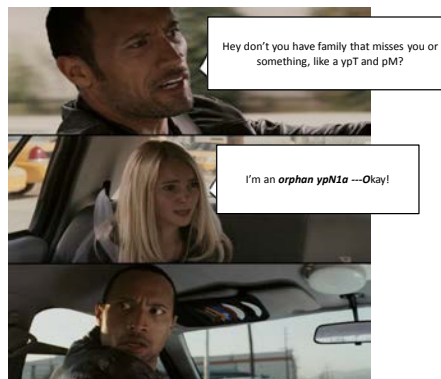 Hey don't you have family that misses you or
something, like a ypT and pM?
I'm an orphan ypN1a ---Okay!